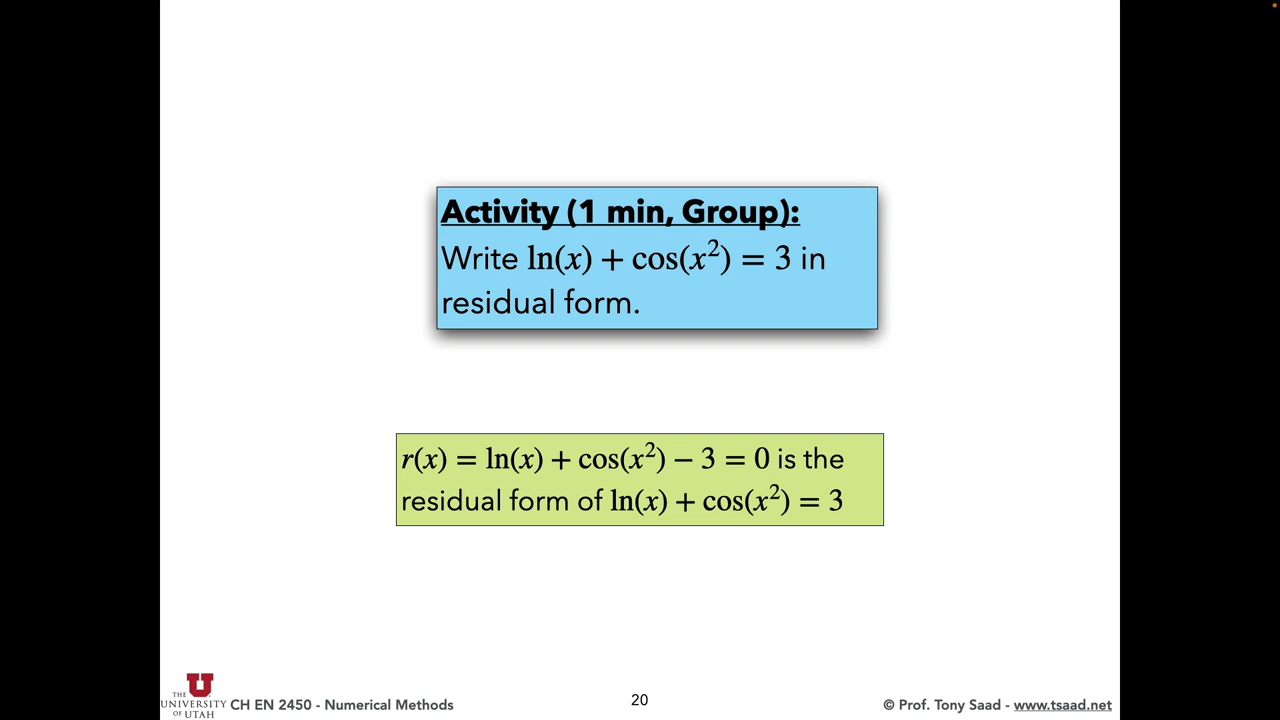 Activity (1 min, Group):
Write ln(x) + cos(x²) = 3 in
residual form.
r(x) = ln(x) + cos(x²) − 3 = 0 is the
residual form of ln(x) + cos(x²) = 3
THE
UNIVERSITY
OF UTAH
CH EN 2450 - Numerical Methods
20
© Prof. Tony Saad - www.tsaad.net